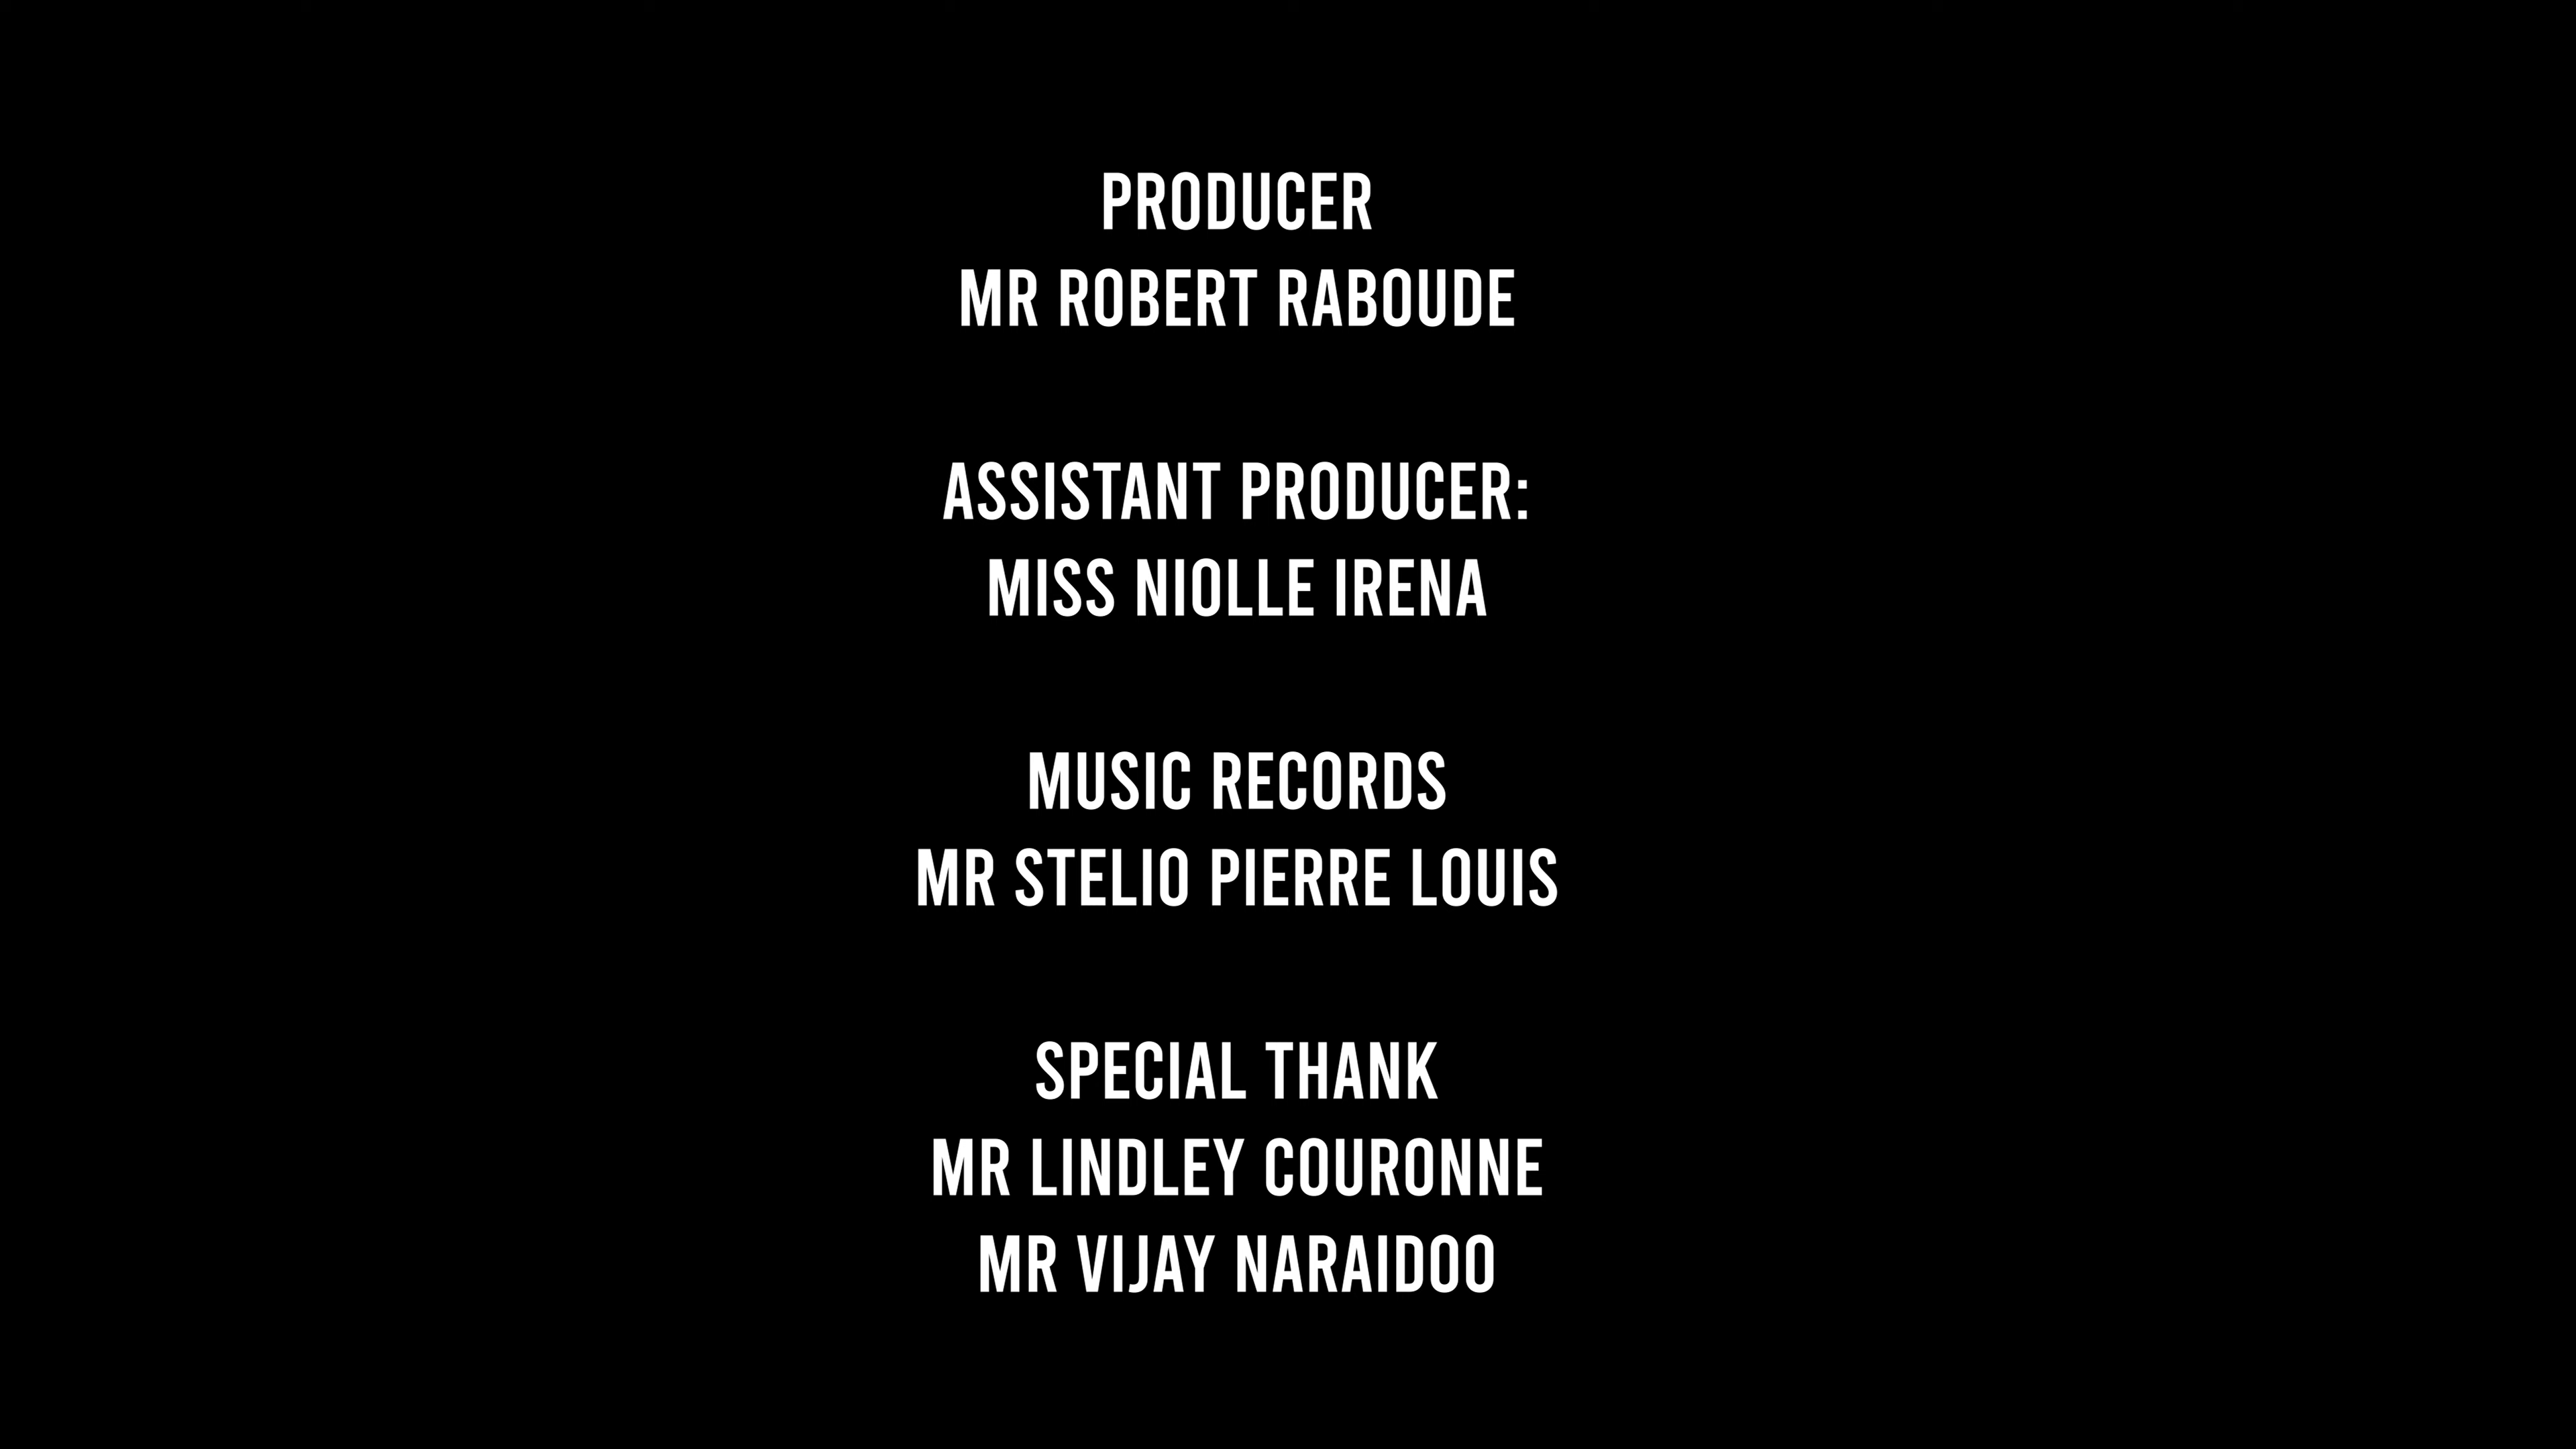 PRODUCER
MR ROBERT RABOUDE
ASSISTANT PRODUCER:
MISS NIOLLE IRENA
MUSIC RECORDS
MR STELIO PIERRE LOUIS
SPECIAL THANK
MR LINDLEY COURONNE
MR VIJAY NARAIDOO